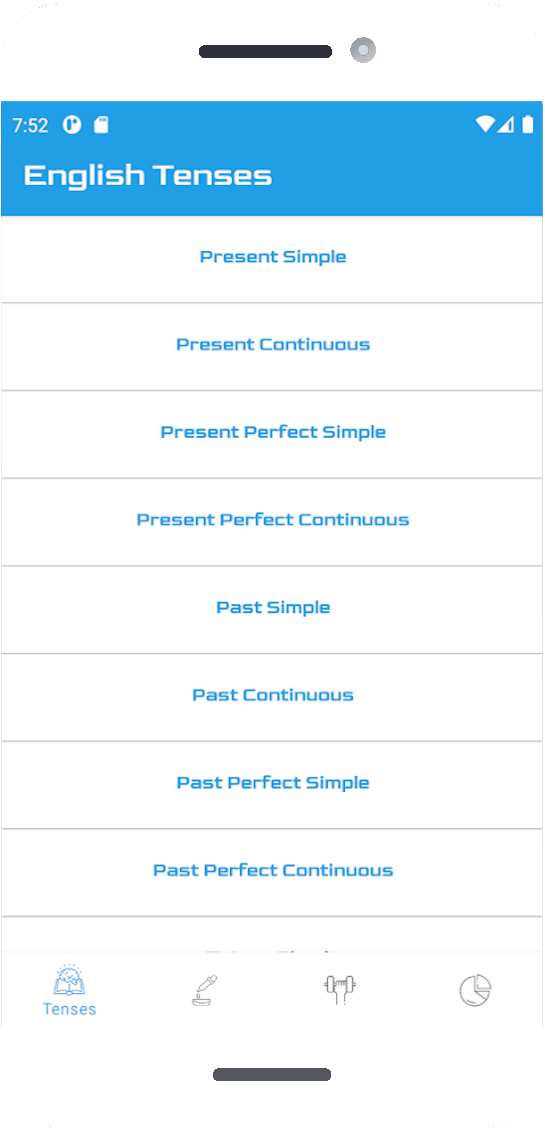 7:52
English Tenses
Present Simple
Present Continuous
Present Perfect Simple
Present Perfect Continuous
Past Simple
Past Continuous
Past Perfect Simple
Past Perfect Continuous
Tenses